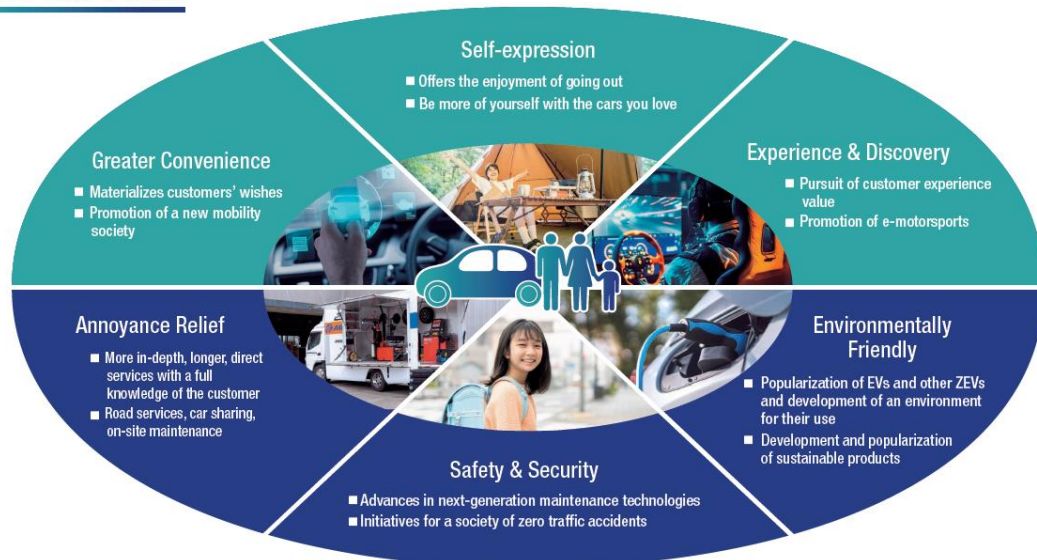 Self-expression
■ Offers the enjoyment of going out
■ Be more of yourself with the cars you love
Greater Convenience
■ Materializes customers’ wishes
■ Promotion of a new mobility
society
Experience & Discovery
■ Pursuit of customer experience
value
■ Promotion of e-motorsports
Annoyance Relief
■ More in-depth, longer, direct
services with a full
knowledge of the customer
■ Road services, car sharing,
on-site maintenance
Safety & Security
■ Advances in next-generation maintenance technologies
■ Initiatives for a society of zero traffic accidents
Environmentally
Friendly
■ Popularization of EVs and other ZEVs
and development of an environment
for their use
■ Development and popularization
of sustainable products